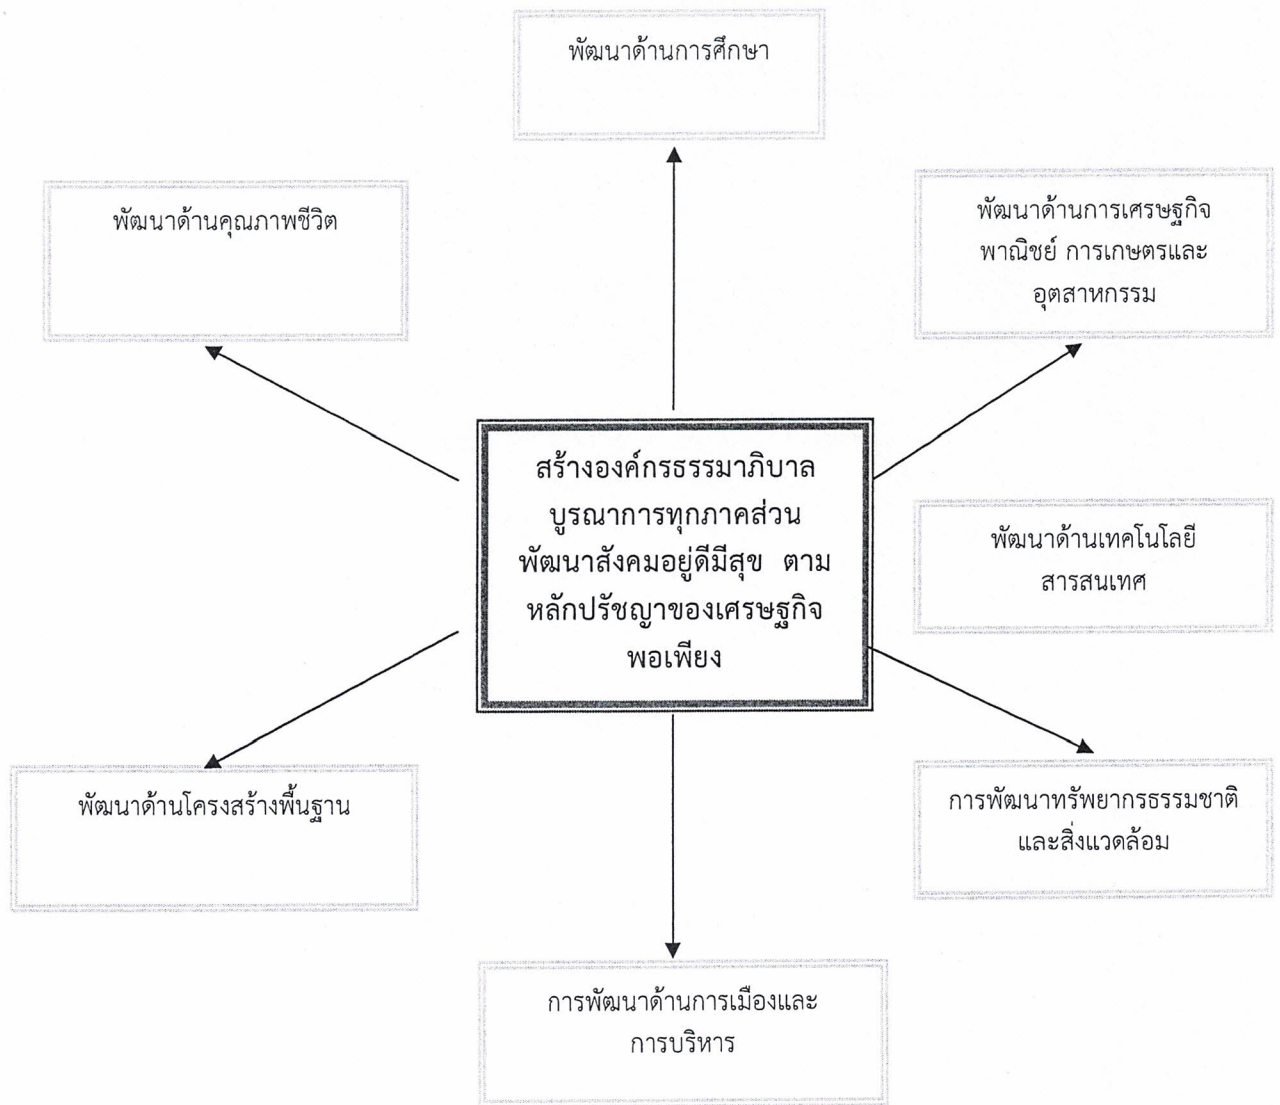 พัฒนาด้านการศึกษา
พัฒนาด้านคุณภาพชีวิต
พัฒนาด้านการเศรษฐกิจ
พาณิชย์ การเกษตรและ
อุตสาหกรรม
สร้างองค์กรธรรมาภิบาล
บูรณาการทุกภาคส่วน
พัฒนาสังคมอยู่ดีมีสุข ตาม
หลักปรัชญาของเศรษฐกิจ
พอเพียง
พัฒนาด้านเทคโนโลยี
สารสนเทศ
พัฒนาด้านโครงสร้างพื้นฐาน
การพัฒนาทรัพยากรธรรมชาติ
และสิ่งแวดล้อม
การพัฒนาด้านการเมืองและ
การบริหาร